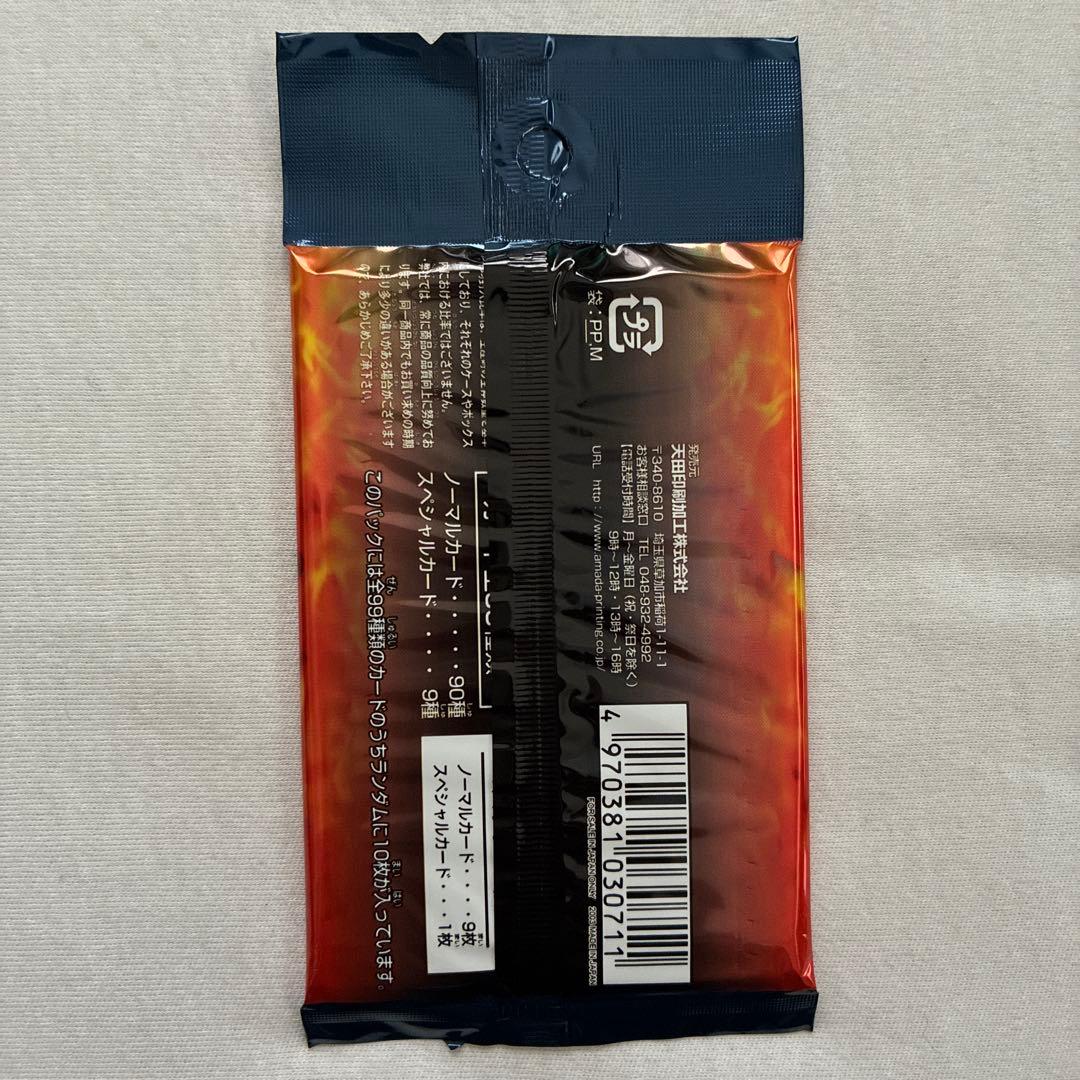 プラ
袋：PP.M
発売元
天田印刷加工株式会社
〒340-8610 埼玉県草加市稲荷1-11-1
お客様相談窓口 TEL 048-932-4992
【電話受付時間】月～金曜日（祝・祭日を除く）
9時～12時・13時～16時
URL http://www.amada-printing.co.jp/
4 970381 030711
FOR SALE IN JAPAN ONLY MADE IN JAPAN
しており、それぞれのケースやボックス
内における比率ではございません。
弊社では、常に商品の品質向上に努めてお
ります。同一商品内でもお買い求めの時期
により多少の違いがある場合がございます
ので、あらかじめご了承下さい。
ノーマルカード・・・・・・90種
スペシャルカード・・・・・9種
ノーマルカード・・・・9枚
スペシャルカード・・・1枚
このパックには全99種類のカードのうちランダムに10枚が入っています。